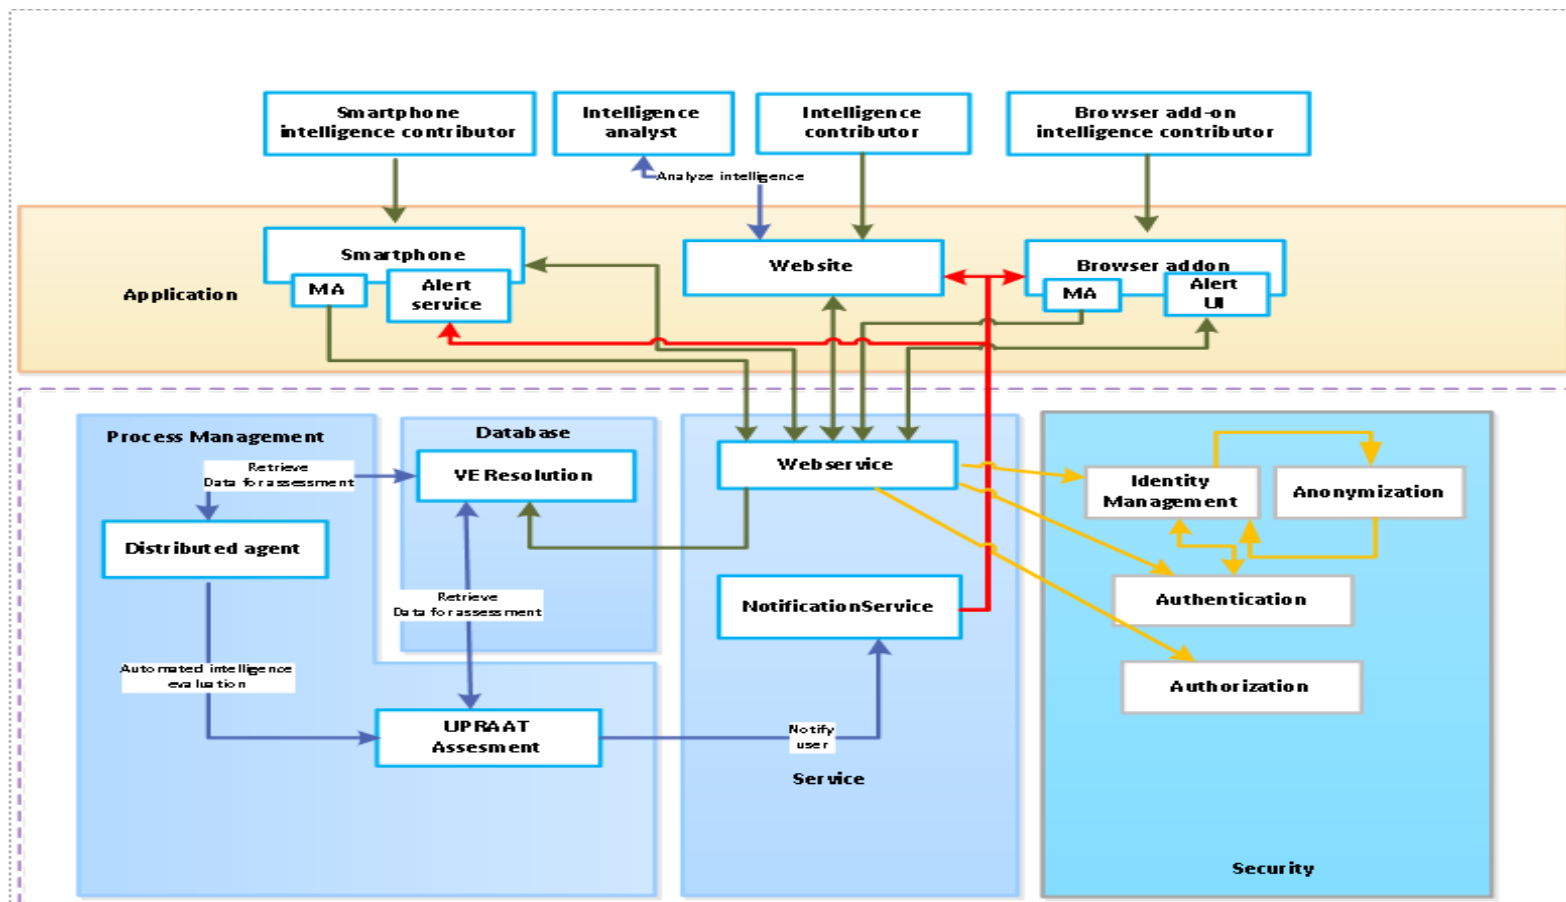 Smartphone
intelligence contributor
Intelligence
analyst
Intelligence
contributor
Browser add-on
intelligence contributor
Analyze intelligence
Application
Smartphone
MA
Alert
service
Website
Browser addon
MA
Alert
UI
Process Management
Retrieve
Data for assessment
Distributed agent
Automated intelligence
evaluation
Database
VE Resolution
Retrieve
Data for assessment
UPRAAT
Assesment
Webservice
NotificationService
Notify
user
Service
Identity
Management
Anonymization
Authentication
Authorization
Security